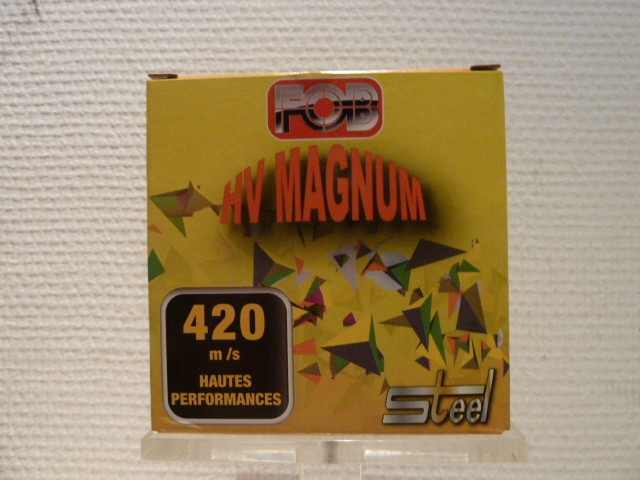 FOB
HV MAGNUM
420
m /s
HAUTES
PERFORMANCES
Steel